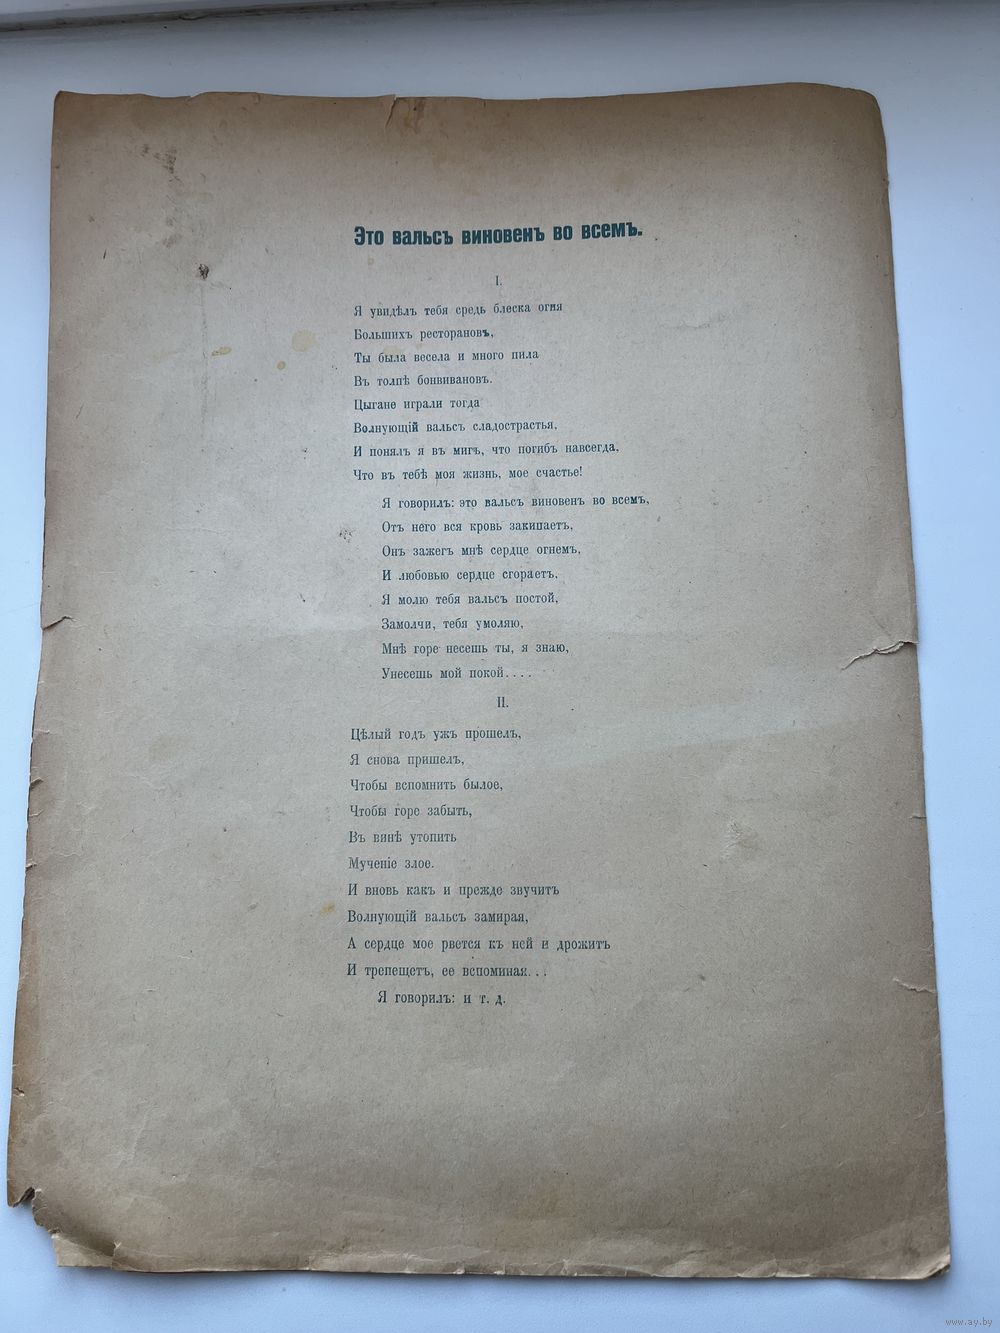 Это вальсъ виновенъ во всемъ.
I.
Я увидѣлъ тебя средь блеска огня
Большихъ ресторановъ,
Ты была весела и много пила
Въ толпѣ бонвивановъ.
Цыгане играли тогда
Волнующій вальсъ сладострастья,
И понялъ я въ мигъ, что погибъ навсегда,
Что въ тебѣ моя жизнь, мое счастье!
Я говорилъ: это вальсъ виновенъ во всемъ,
Отъ него вся кровь закипаетъ,
Онъ зажегъ мнѣ сердце огнемъ,
И любовью сердце сгораетъ,
Я молю тебя вальсъ постой,
Замолчи, тебя умоляю,
Мнѣ горе несешь ты, я знаю,
Унесешь мой покой....
II.
Цѣлый годъ ужъ прошелъ,
Я снова пришелъ,
Чтобы вспомнить былое,
Чтобы горе забыть,
Въ винѣ утопить
Мученіе злое.
И вновь какъ и прежде звучитъ
Волнующій вальсъ замирая,
А сердце мое рвется къ ней и дрожитъ
И трепещетъ, ее вспоминая...
Я говорилъ: и т. д.
www.ay.by